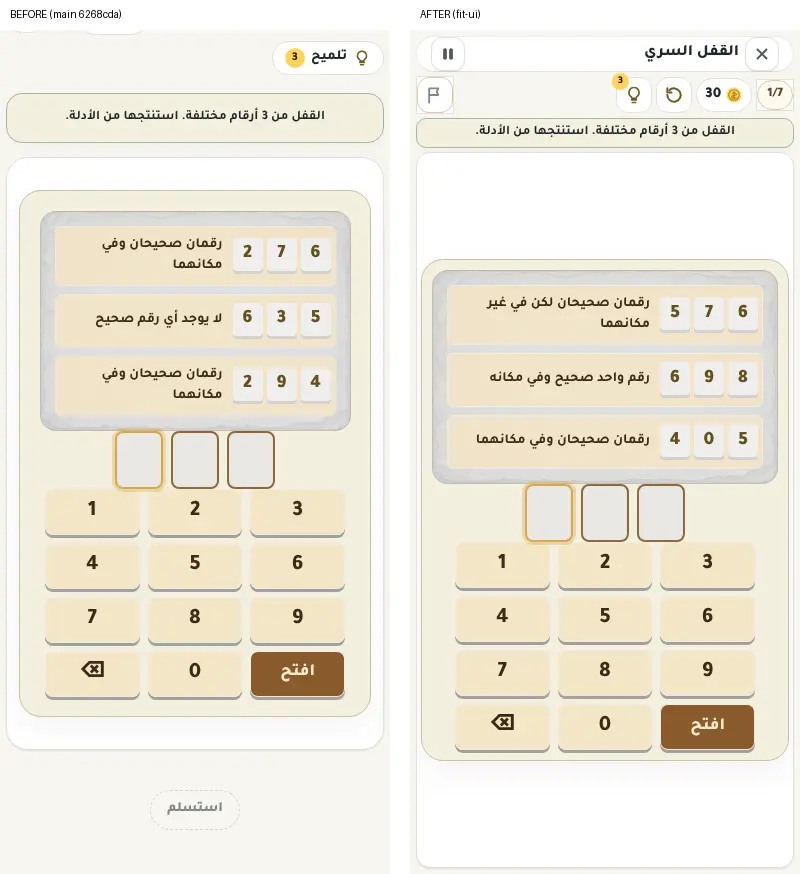 BEFORE (main 6268cda)
تلميح 3
القفل من 3 أرقام مختلفة. استنتجها من الأدلة.
2 7 6 رقمان صحيحان وفي
مكانهما
6 3 5 لا يوجد أي رقم صحيح
2 9 4 رقمان صحيحان وفي
مكانهما
1 2 3
4 5 6
7 8 9
0 افتح
استسلم
AFTER (fit-ui)
القفل السري
3
30 1/7
القفل من 3 أرقام مختلفة. استنتجها من الأدلة.
5 7 6 رقمان صحيحان لكن في غير
مكانهما
6 9 8 رقم واحد صحيح وفي مكانه
4 0 5 رقمان صحيحان وفي مكانهما
1 2 3
4 5 6
7 8 9
0 افتح